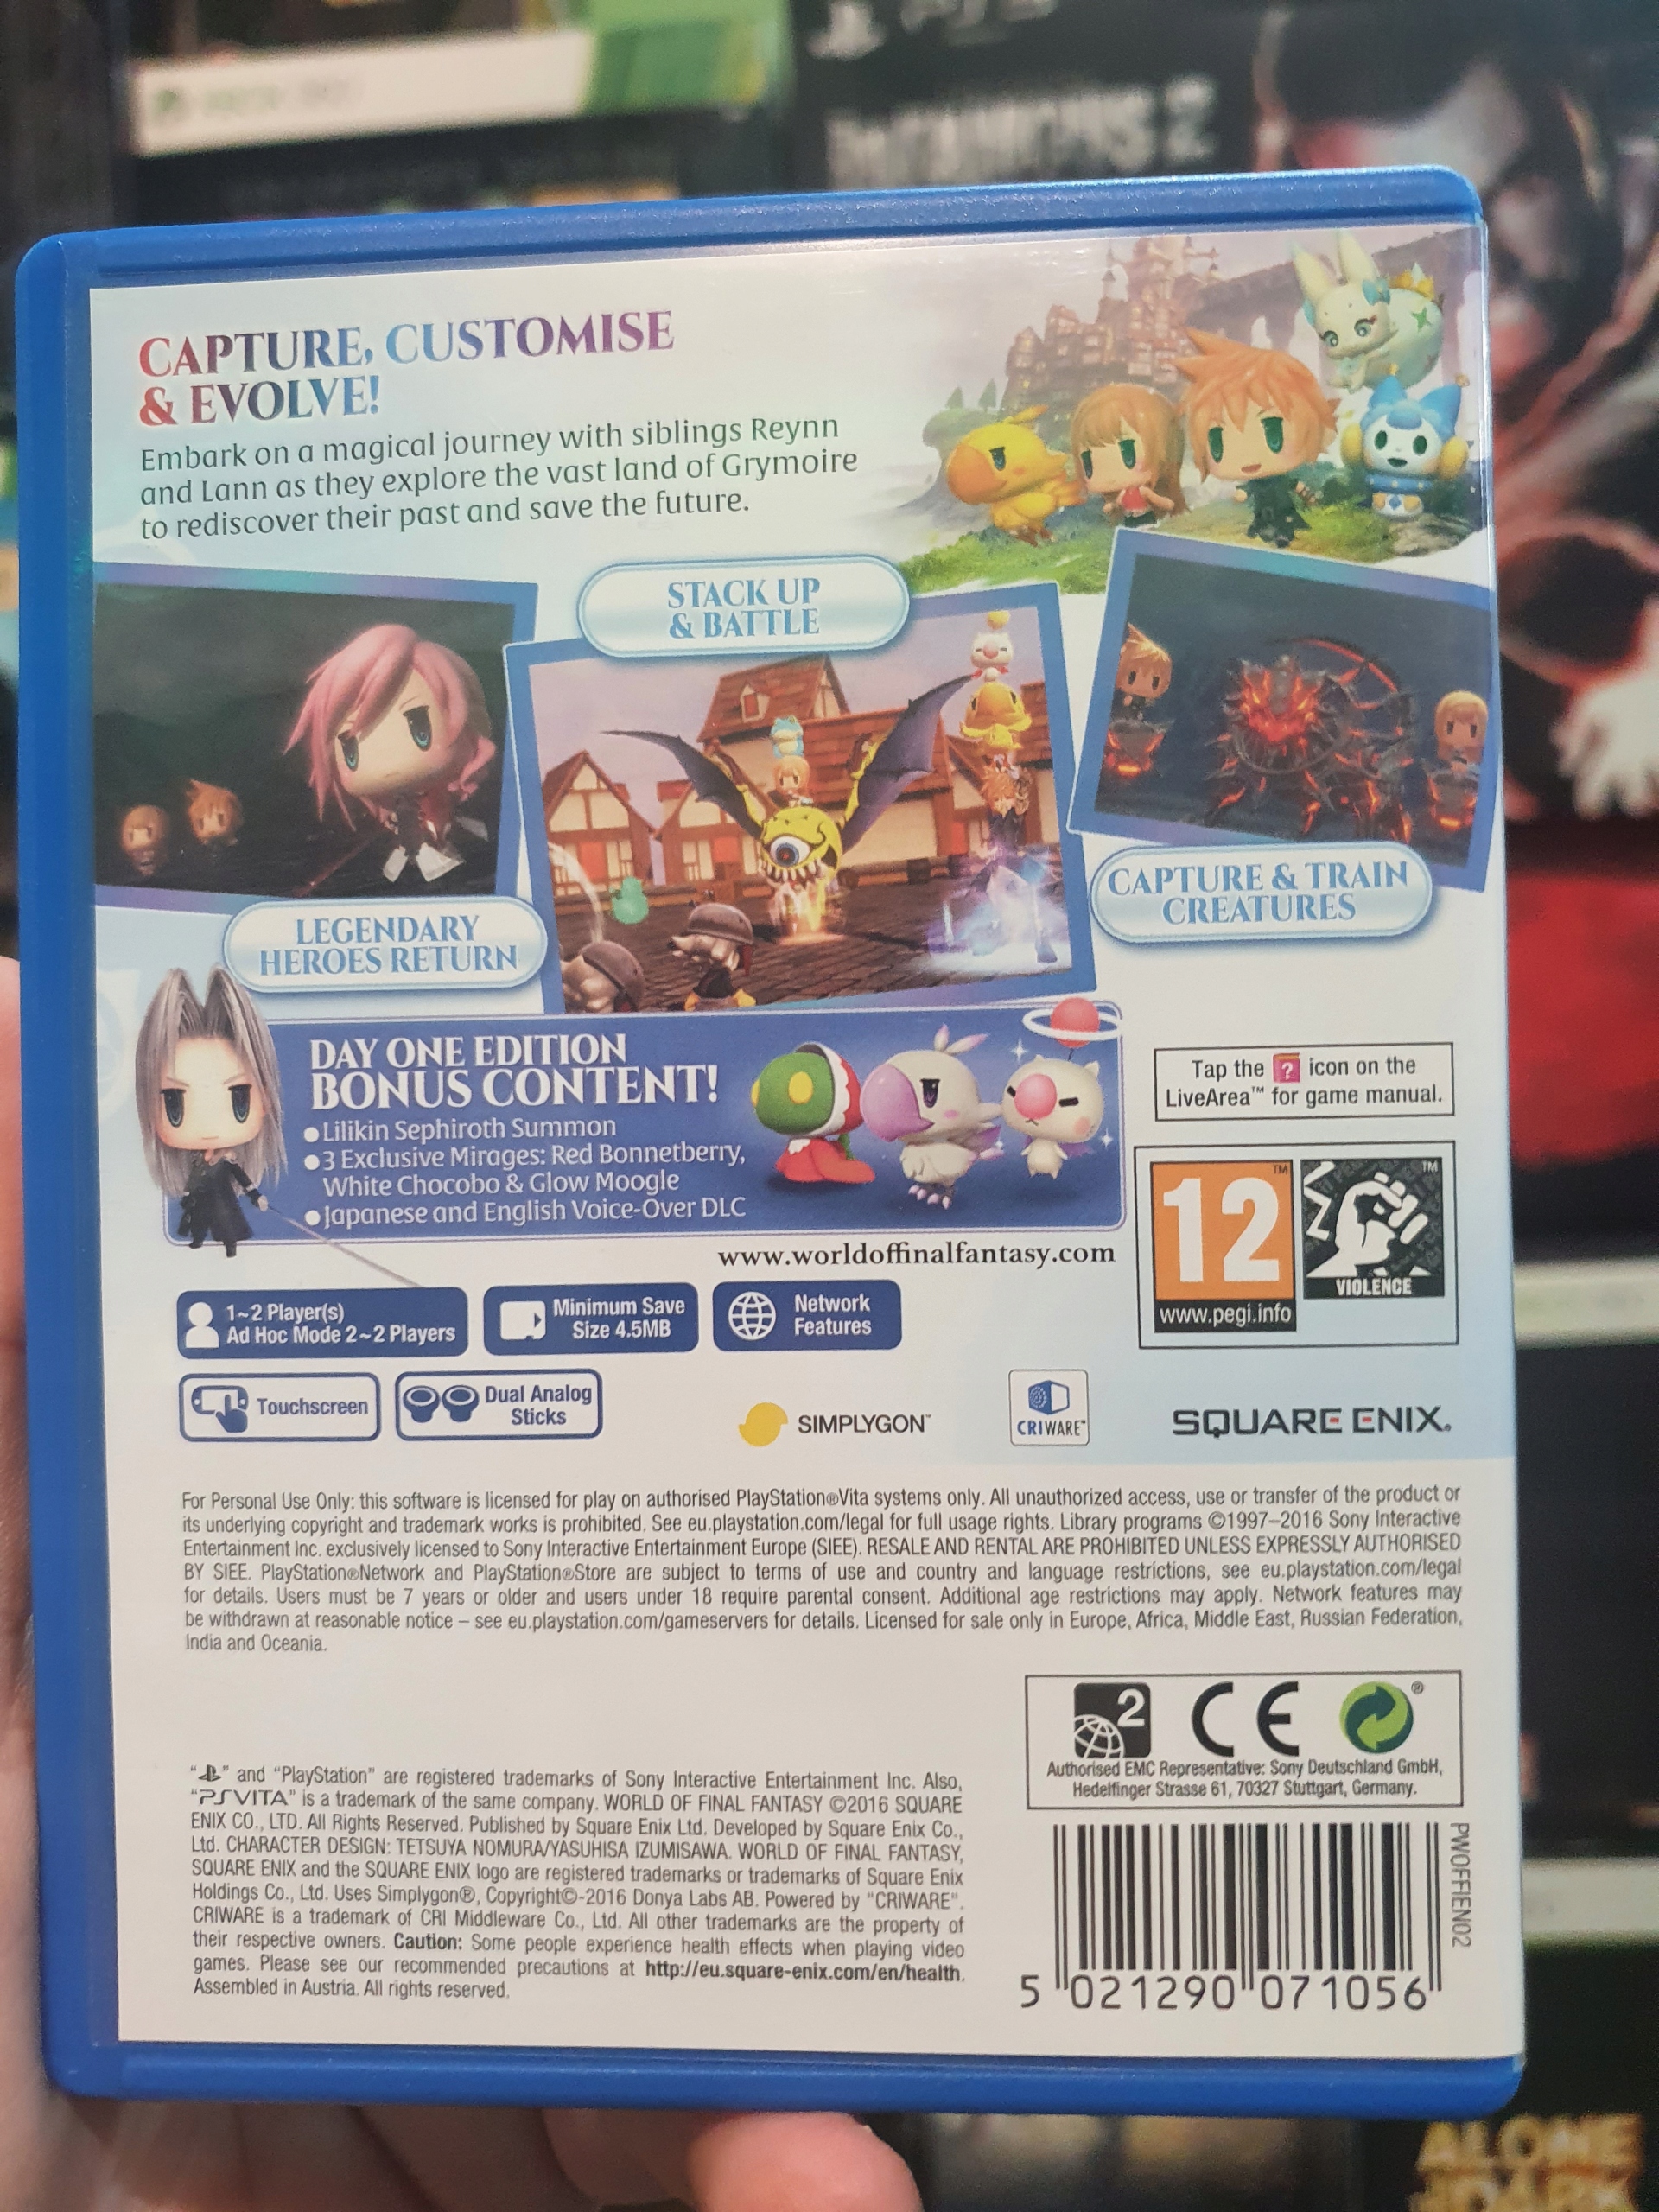 CAPTURE, CUSTOMISE
& EVOLVE!
Embark on a magical journey with siblings Reynn
and Lann as they explore the vast land of Grymoire
to rediscover their past and save the future.
STACK UP
& BATTLE
LEGENDARY
HEROES RETURN
CAPTURE & TRAIN
CREATURES
DAY ONE EDITION
BONUS CONTENT!
●Lilikin Sephiroth Summon
●3 Exclusive Mirages: Red Bonnetberry,
White Chocobo & Glow Moogle
●Japanese and English Voice-Over DLC
Tap the ? icon on the
LiveArea™ for game manual.
www.worldoffinalfantasy.com
12 ™
www.pegi.info
™
VIOLENCE
1~2 Player(s)
Ad Hoc Mode 2~2 Players
Minimum Save
Size 4.5MB
Network
Features
Touchscreen
Dual Analog
Sticks
SIMPLYGON™
CRIWARE™
SQUARE ENIX.
For Personal Use Only: this software is licensed for play on authorised PlayStation®Vita systems only. All unauthorized access, use or transfer of the product or
its underlying copyright and trademark works is prohibited. See eu.playstation.com/legal for full usage rights. Library programs ©1997–2016 Sony Interactive
Entertainment Inc. exclusively licensed to Sony Interactive Entertainment Europe (SIEE). RESALE AND RENTAL ARE PROHIBITED UNLESS EXPRESSLY AUTHORISED
BY SIEE. PlayStation®Network and PlayStation®Store are subject to terms of use and country and language restrictions, see eu.playstation.com/legal
for details. Users must be 7 years or older and users under 18 require parental consent. Additional age restrictions may apply. Network features may
be withdrawn at reasonable notice – see eu.playstation.com/gameservers for details. Licensed for sale only in Europe, Africa, Middle East, Russian Federation,
India and Oceania.
2 CE ®
Authorised EMC Representative: Sony Deutschland GmbH,
Hedelfinger Strasse 61, 70327 Stuttgart, Germany.
“PS” and “PlayStation” are registered trademarks of Sony Interactive Entertainment Inc. Also,
“PSVITA” is a trademark of the same company. WORLD OF FINAL FANTASY ©2016 SQUARE
ENIX CO., LTD. All Rights Reserved. Published by Square Enix Ltd. Developed by Square Enix Co.,
Ltd. CHARACTER DESIGN: TETSUYA NOMURA/YASUHISA IZUMISAWA. WORLD OF FINAL FANTASY,
SQUARE ENIX and the SQUARE ENIX logo are registered trademarks or trademarks of Square Enix
Holdings Co., Ltd. Uses Simplygon®, Copyright©-2016 Donya Labs AB. Powered by "CRIWARE".
CRIWARE is a trademark of CRI Middleware Co., Ltd. All other trademarks are the property of
their respective owners. Caution: Some people experience health effects when playing video
games. Please see our recommended precautions at http://eu.square-enix.com/en/health.
Assembled in Austria. All rights reserved.
PWOFFIEN02
5 021290 071056
ALONE